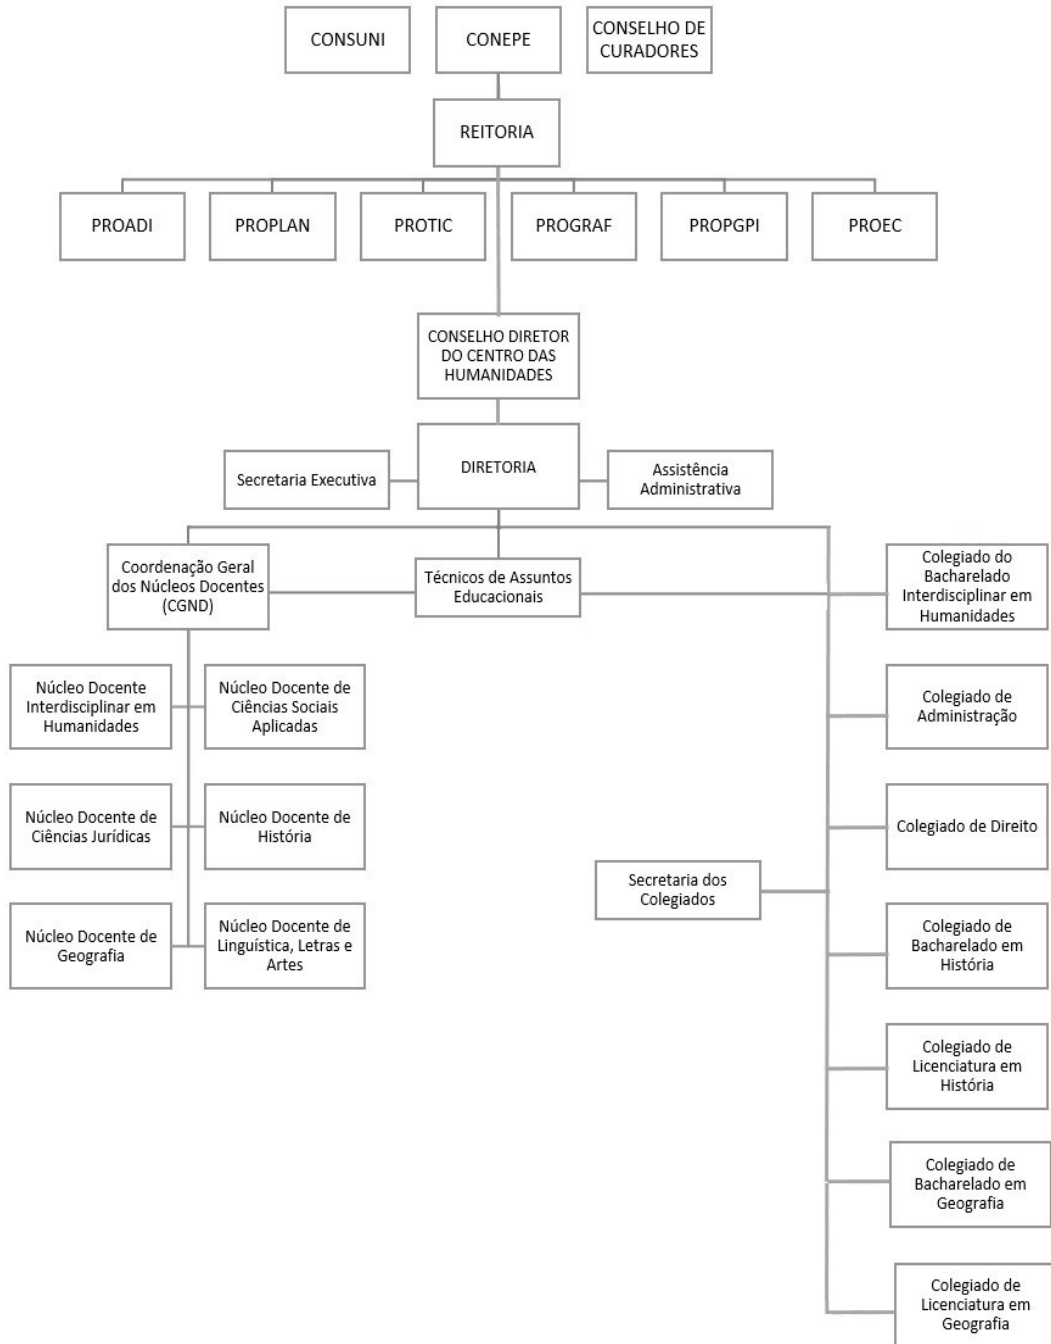 CONSUNI
CONEPE
CONSELHO DE
CURADORES
REITORIA
PROADI
PROPLAN
PROTIC
PROGRAF
PROPGPI
PROEC
CONSELHO DIRETOR
DO CENTRO DAS
HUMANIDADES
Secretaria Executiva
DIRETORIA
Assistência
Administrativa
Coordenação Geral
dos Núcleos Docentes
(CGND)
Técnicos de Assuntos
Educacionais
Colegiado do
Bacharelado
Interdisciplinar em
Humanidades
Núcleo Docente
Interdisciplinar em
Humanidades
Núcleo Docente de
Ciências Sociais
Aplicadas
Colegiado de
Administração
Núcleo Docente de
Ciências Jurídicas
Núcleo Docente de
História
Colegiado de Direito
Secretaria dos
Colegiados
Núcleo Docente de
Geografia
Núcleo Docente de
Linguística, Letras e
Artes
Colegiado de
Bacharelado em
História
Colegiado de
Licenciatura em
História
Colegiado de
Bacharelado em
Geografia
Colegiado de
Licenciatura em
Geografia